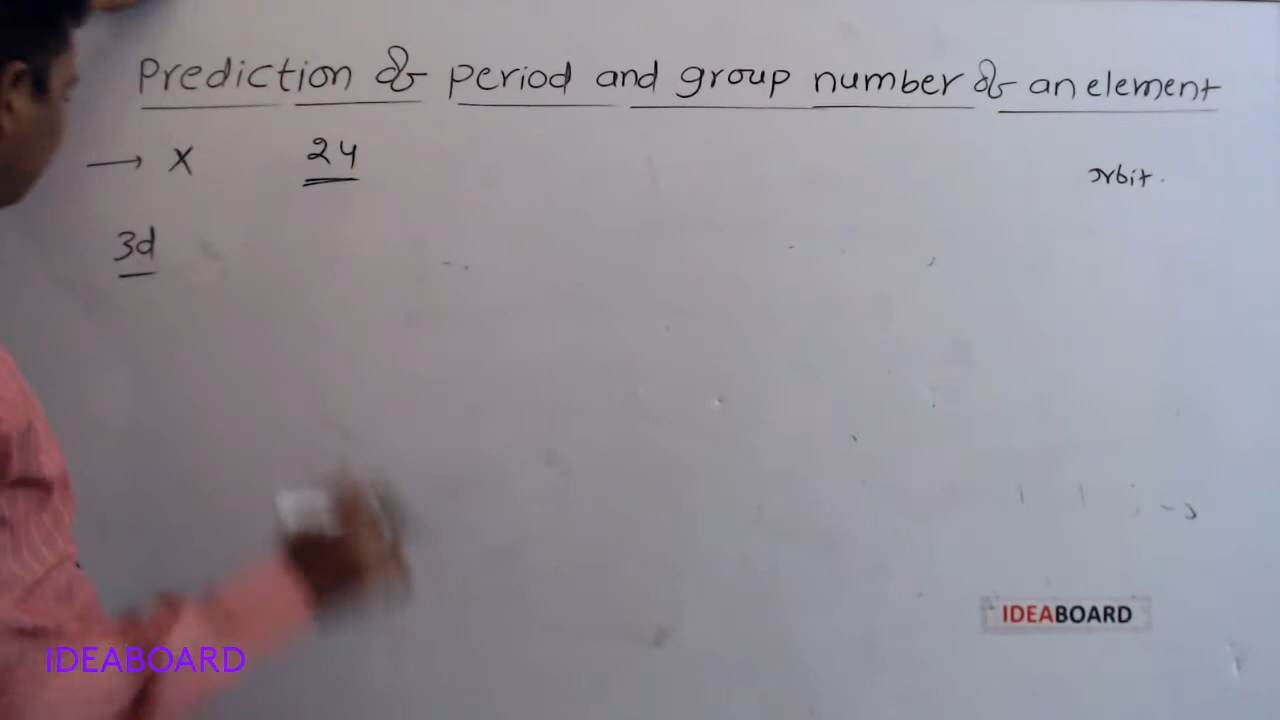 Prediction of period and group number of an element
→ X 24
orbit.
3d
IDEABOARD
IDEABOARD